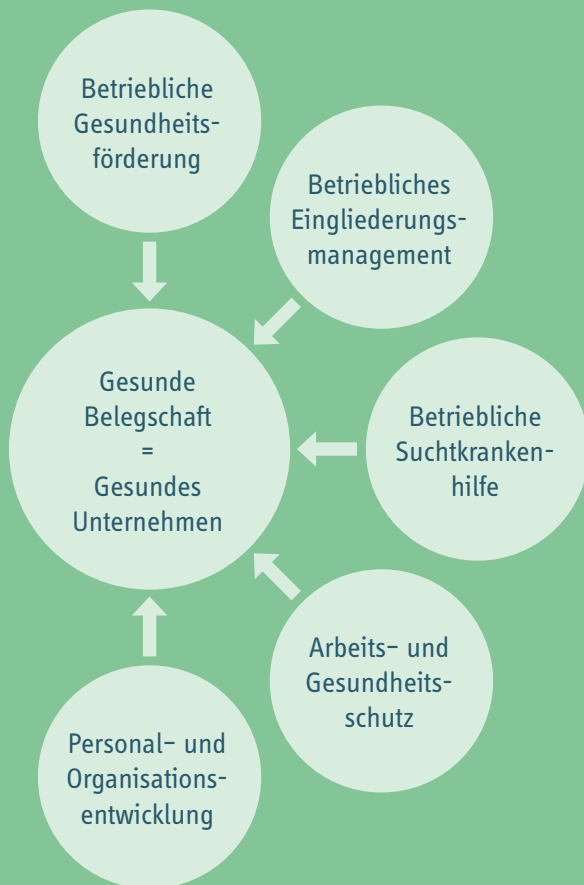 Betriebliche
Gesundheits-
förderung
Betriebliches
Eingliederungs-
management
Gesunde
Belegschaft
=
Gesundes
Unternehmen
Betriebliche
Suchtkranken-
hilfe
Arbeits- und
Gesundheits-
schutz
Personal- und
Organisations-
entwicklung